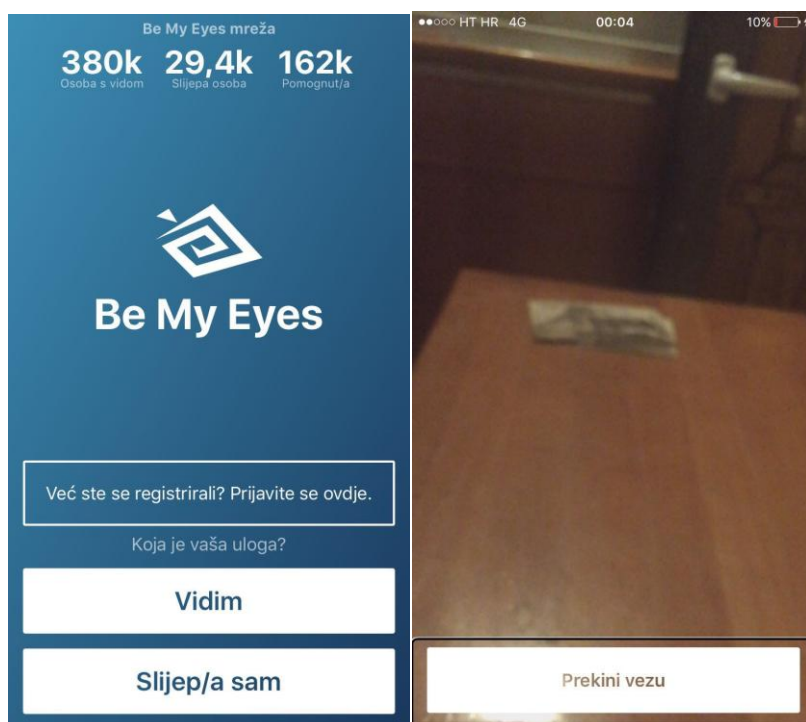 Be My Eyes mreža
380k 29,4k 162k
Osoba s vidom Slijepa osoba Pomognut/a
Be My Eyes
Već ste se registrirali? Prijavite se ovdje.
Koja je vaša uloga?
Vidim
Slijep/a sam
HT HR 4G 00:04 10%
Prekini vezu